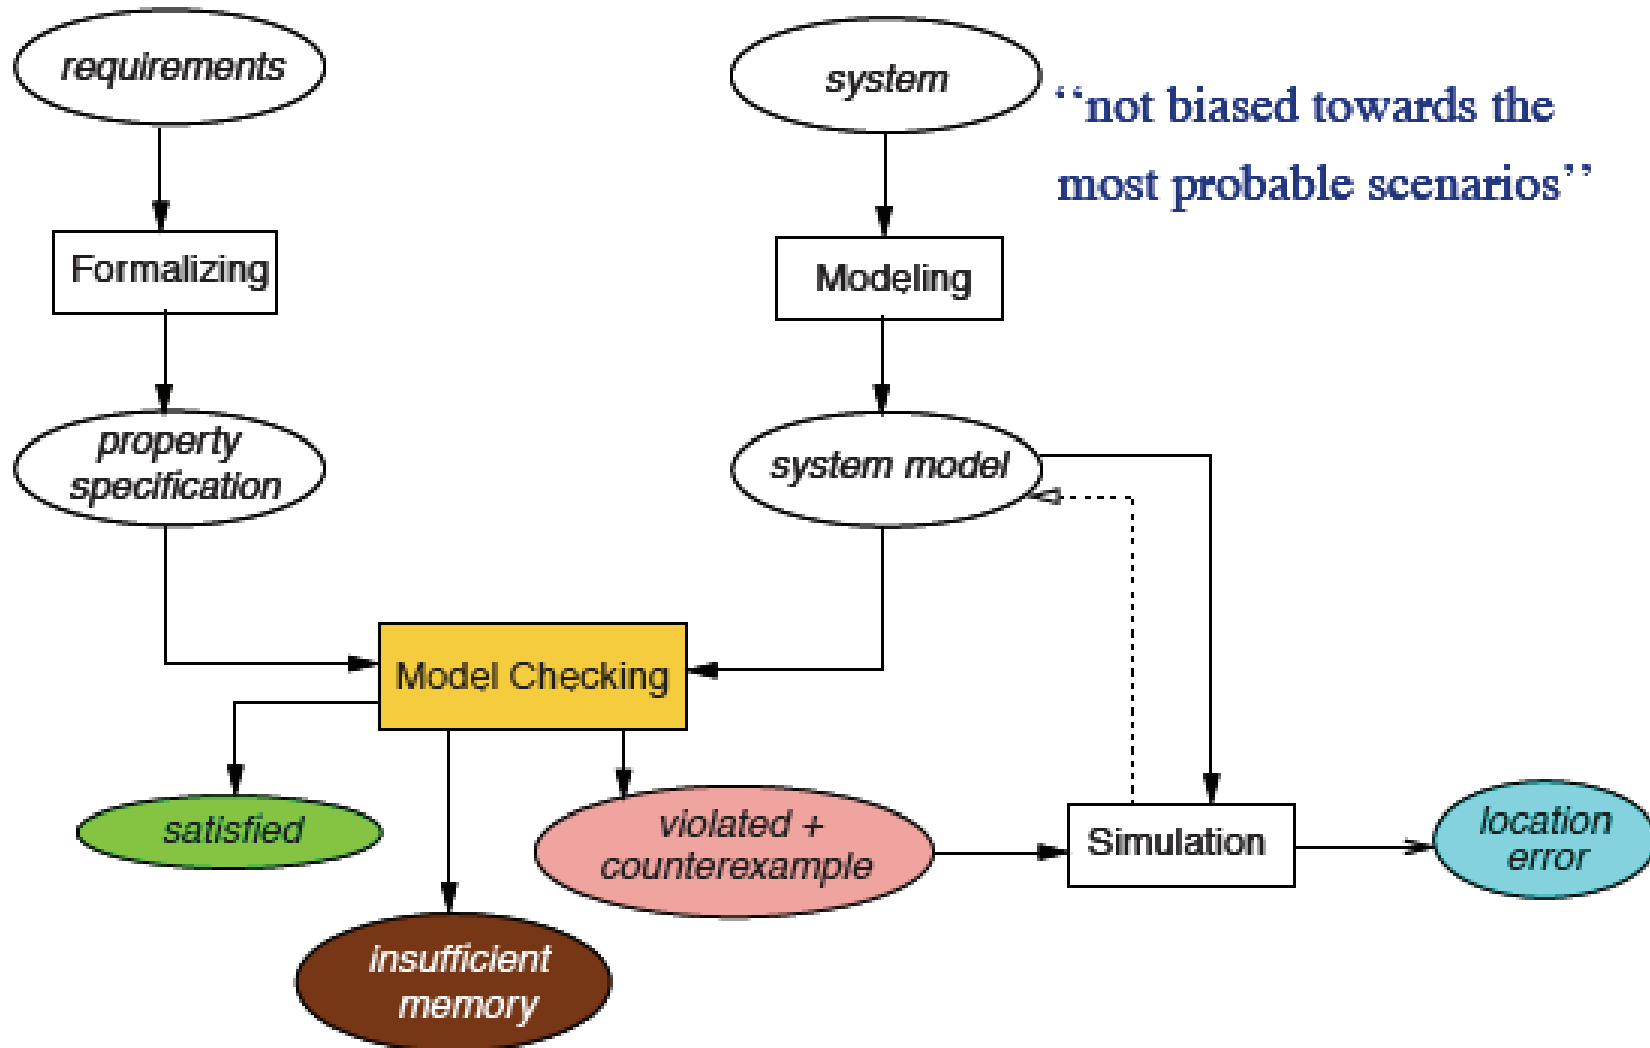 requirements
system
‘‘not biased towards the
most probable scenarios’’
Formalizing
Modeling
property
specification
system model
Model Checking
satisfied
violated +
counterexample
Simulation
location
error
insufficient
memory